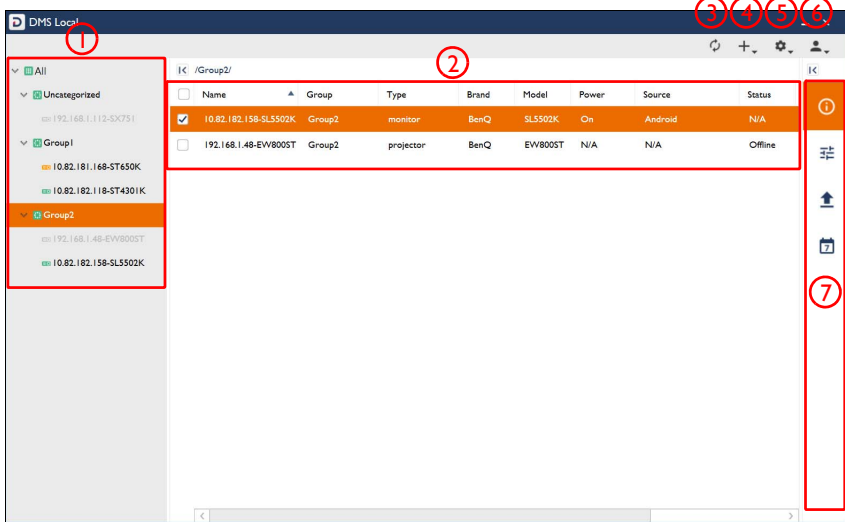 3 4 5 6
D DMS Local
1
All
/Group2/
2
Uncategorized
Name Group Type Brand Model Power Source Status
192.168.1.112-SX751
10.82.182.158-SL5502K Group2 monitor BenQ SL5502K On Android N/A
Group1
192.168.1.48-EW800ST Group2 projector BenQ EW800ST N/A N/A Offline
10.82.181.168-ST650K
10.82.182.118-ST4301K
Group2
192.168.1.48-EW800ST
7
10.82.182.158-SL5502K
7